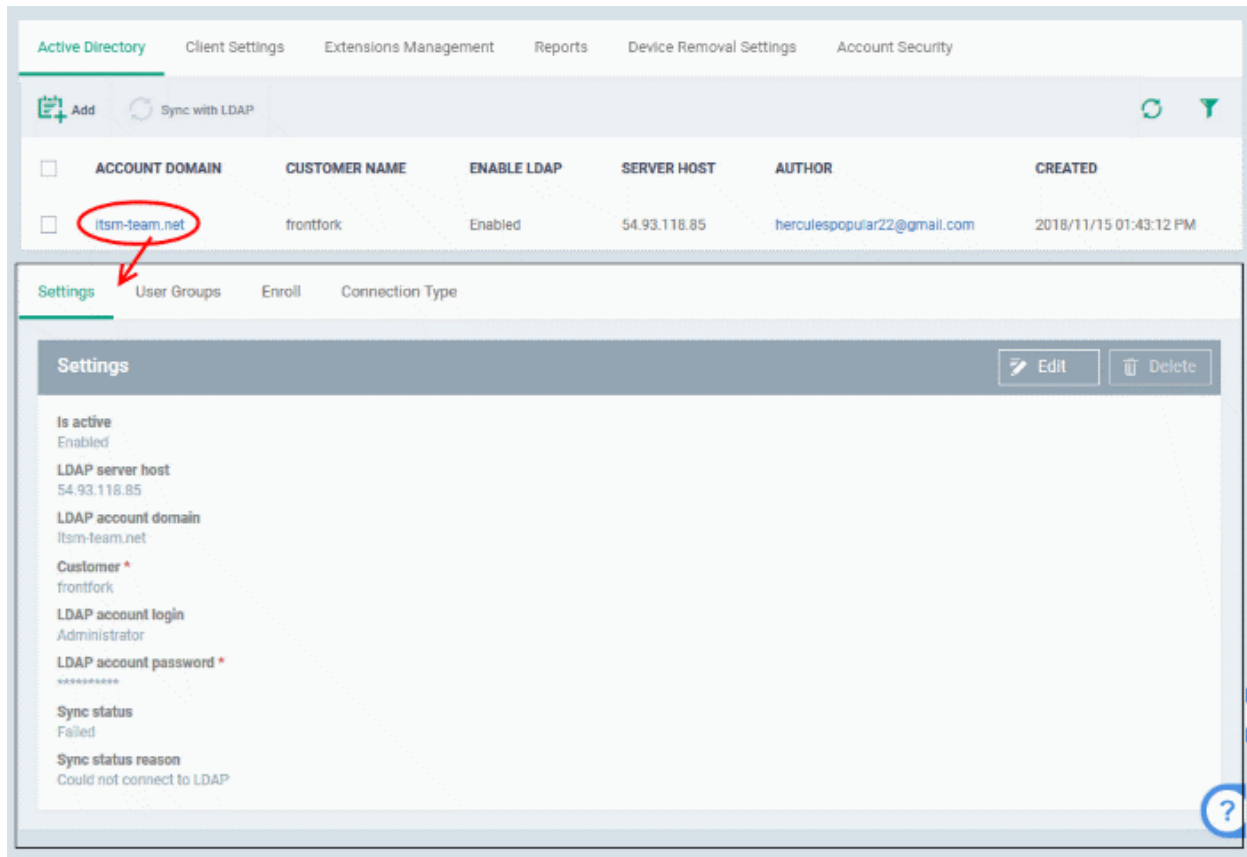 Active Directory Client Settings Extensions Management Reports Device Removal Settings Account Security
Add Sync with LDAP
ACCOUNT DOMAIN CUSTOMER NAME ENABLE LDAP SERVER HOST AUTHOR CREATED
itsm-team.net frontfork Enabled 54.93.118.85 herculespopular22@gmail.com 2018/11/15 01:43:12 PM
Settings User Groups Enroll Connection Type
Settings Edit Delete
Is active
Enabled
LDAP server host
54.93.118.85
LDAP account domain
itsm-team.net
Customer *
frontfork
LDAP account login
Administrator
LDAP account password *
**********
Sync status
Failed
Sync status reason
Could not connect to LDAP
?